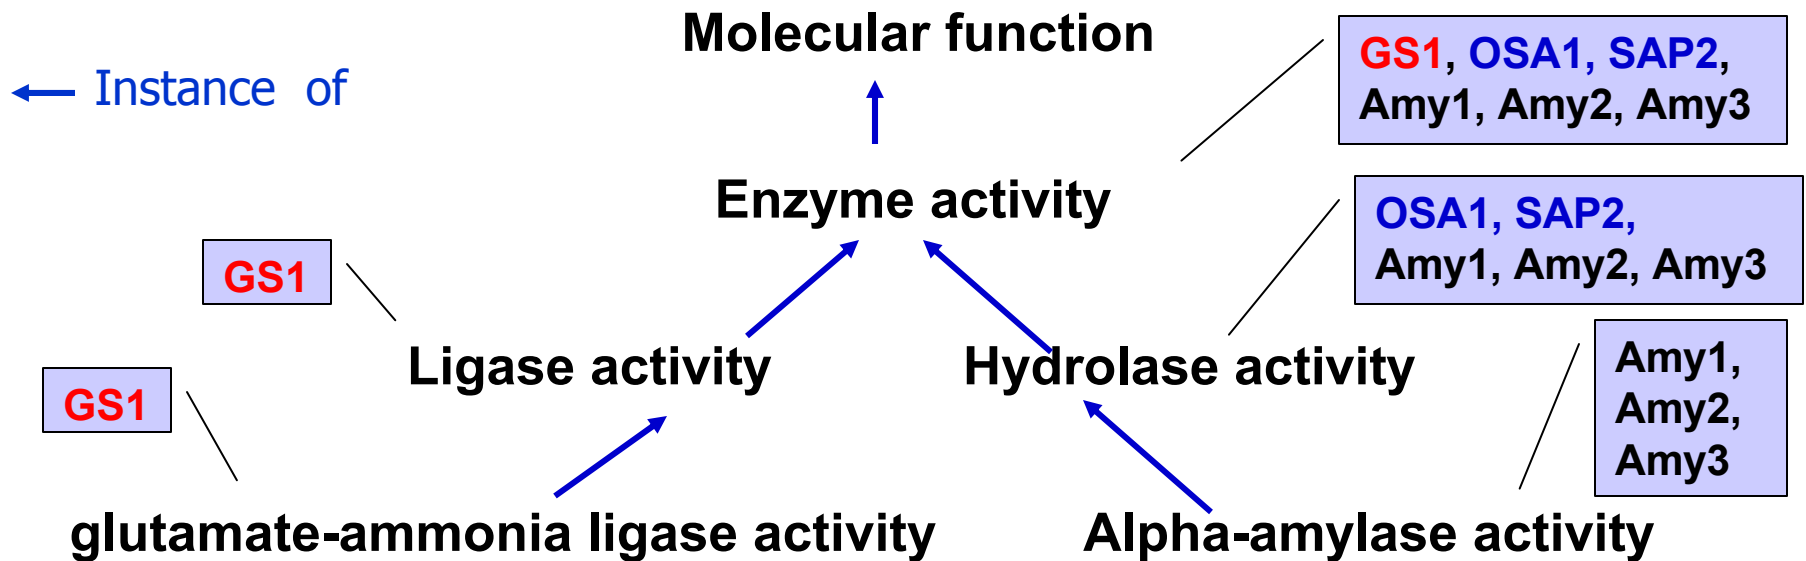 Molecular function
GS1, OSA1, SAP2,
Amy1, Amy2, Amy3
Instance of
Enzyme activity
OSA1, SAP2,
Amy1, Amy2, Amy3
GS1
Ligase activity
Hydrolase activity
Amy1,
Amy2,
Amy3
GS1
glutamate-ammonia ligase activity
Alpha-amylase activity